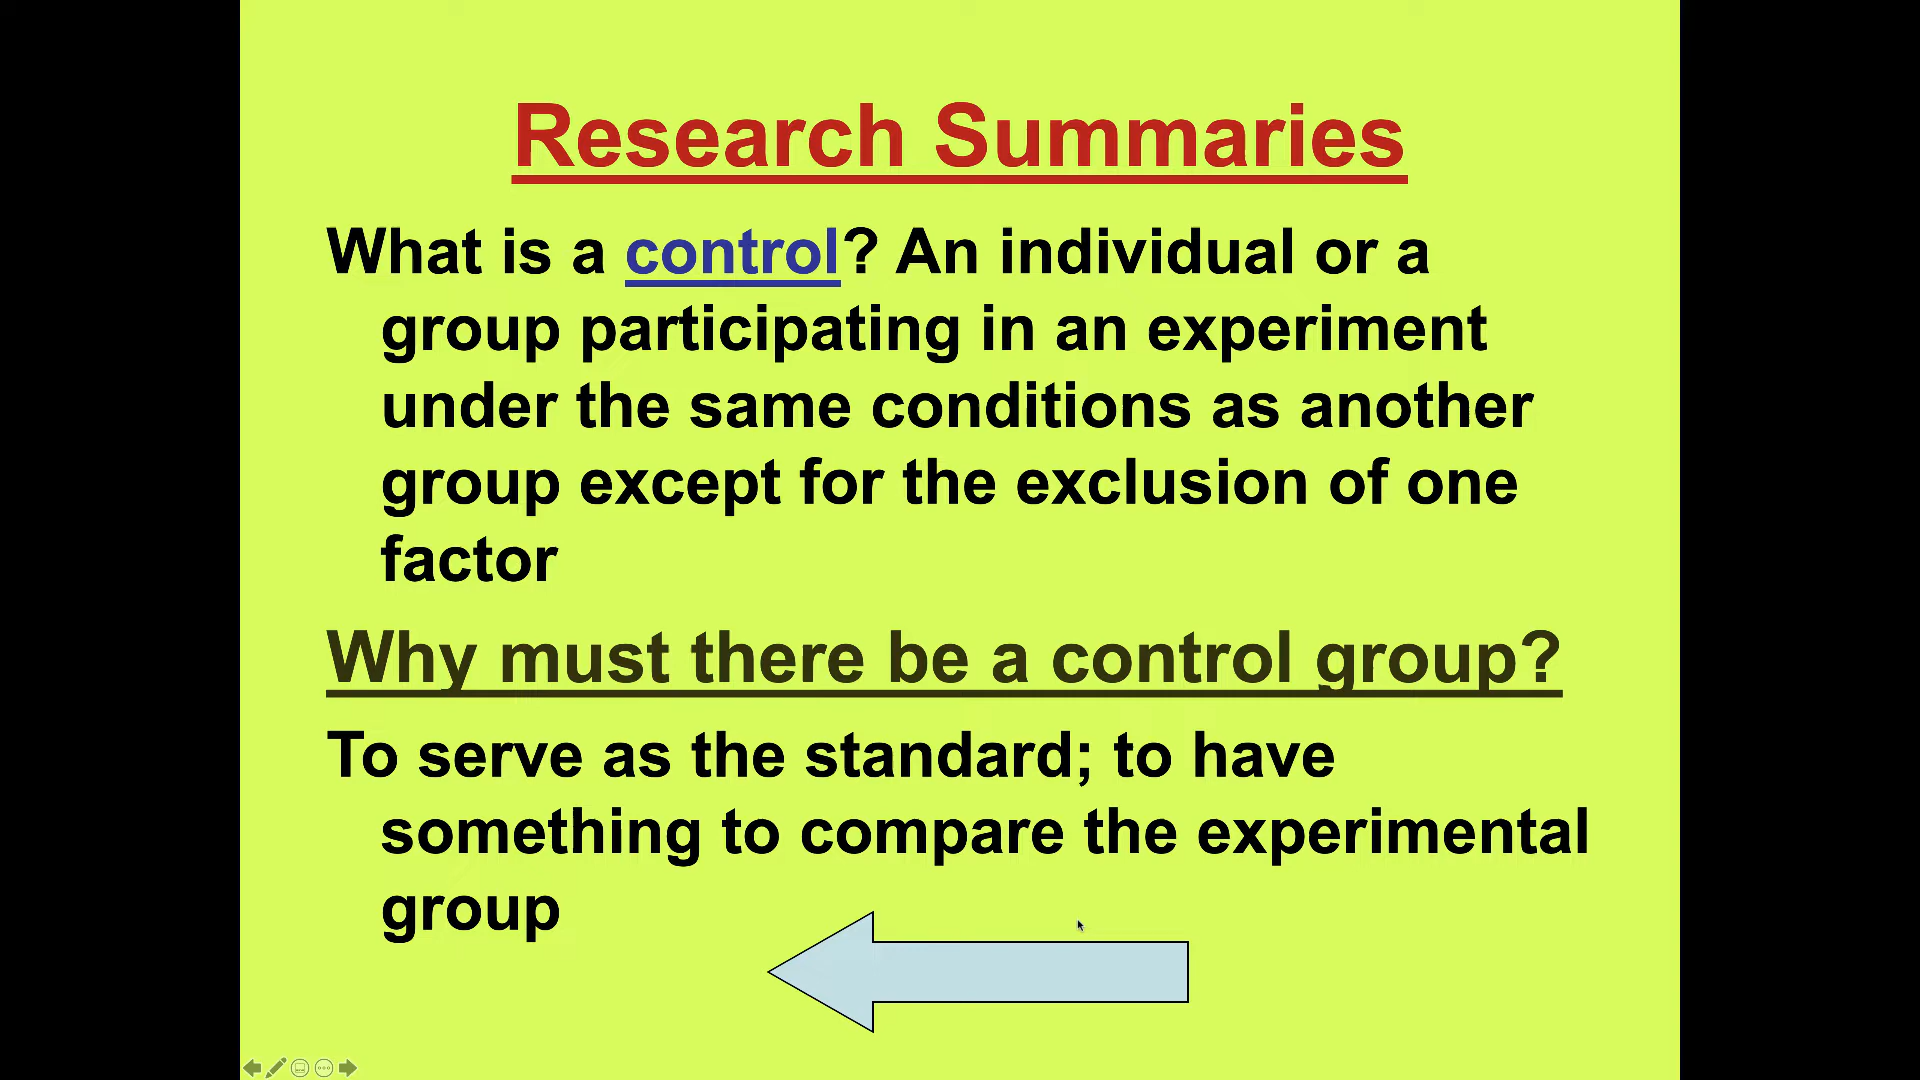 Research Summaries
What is a control? An individual or a
group participating in an experiment
under the same conditions as another
group except for the exclusion of one
factor
Why must there be a control group?
To serve as the standard; to have
something to compare the experimental
group